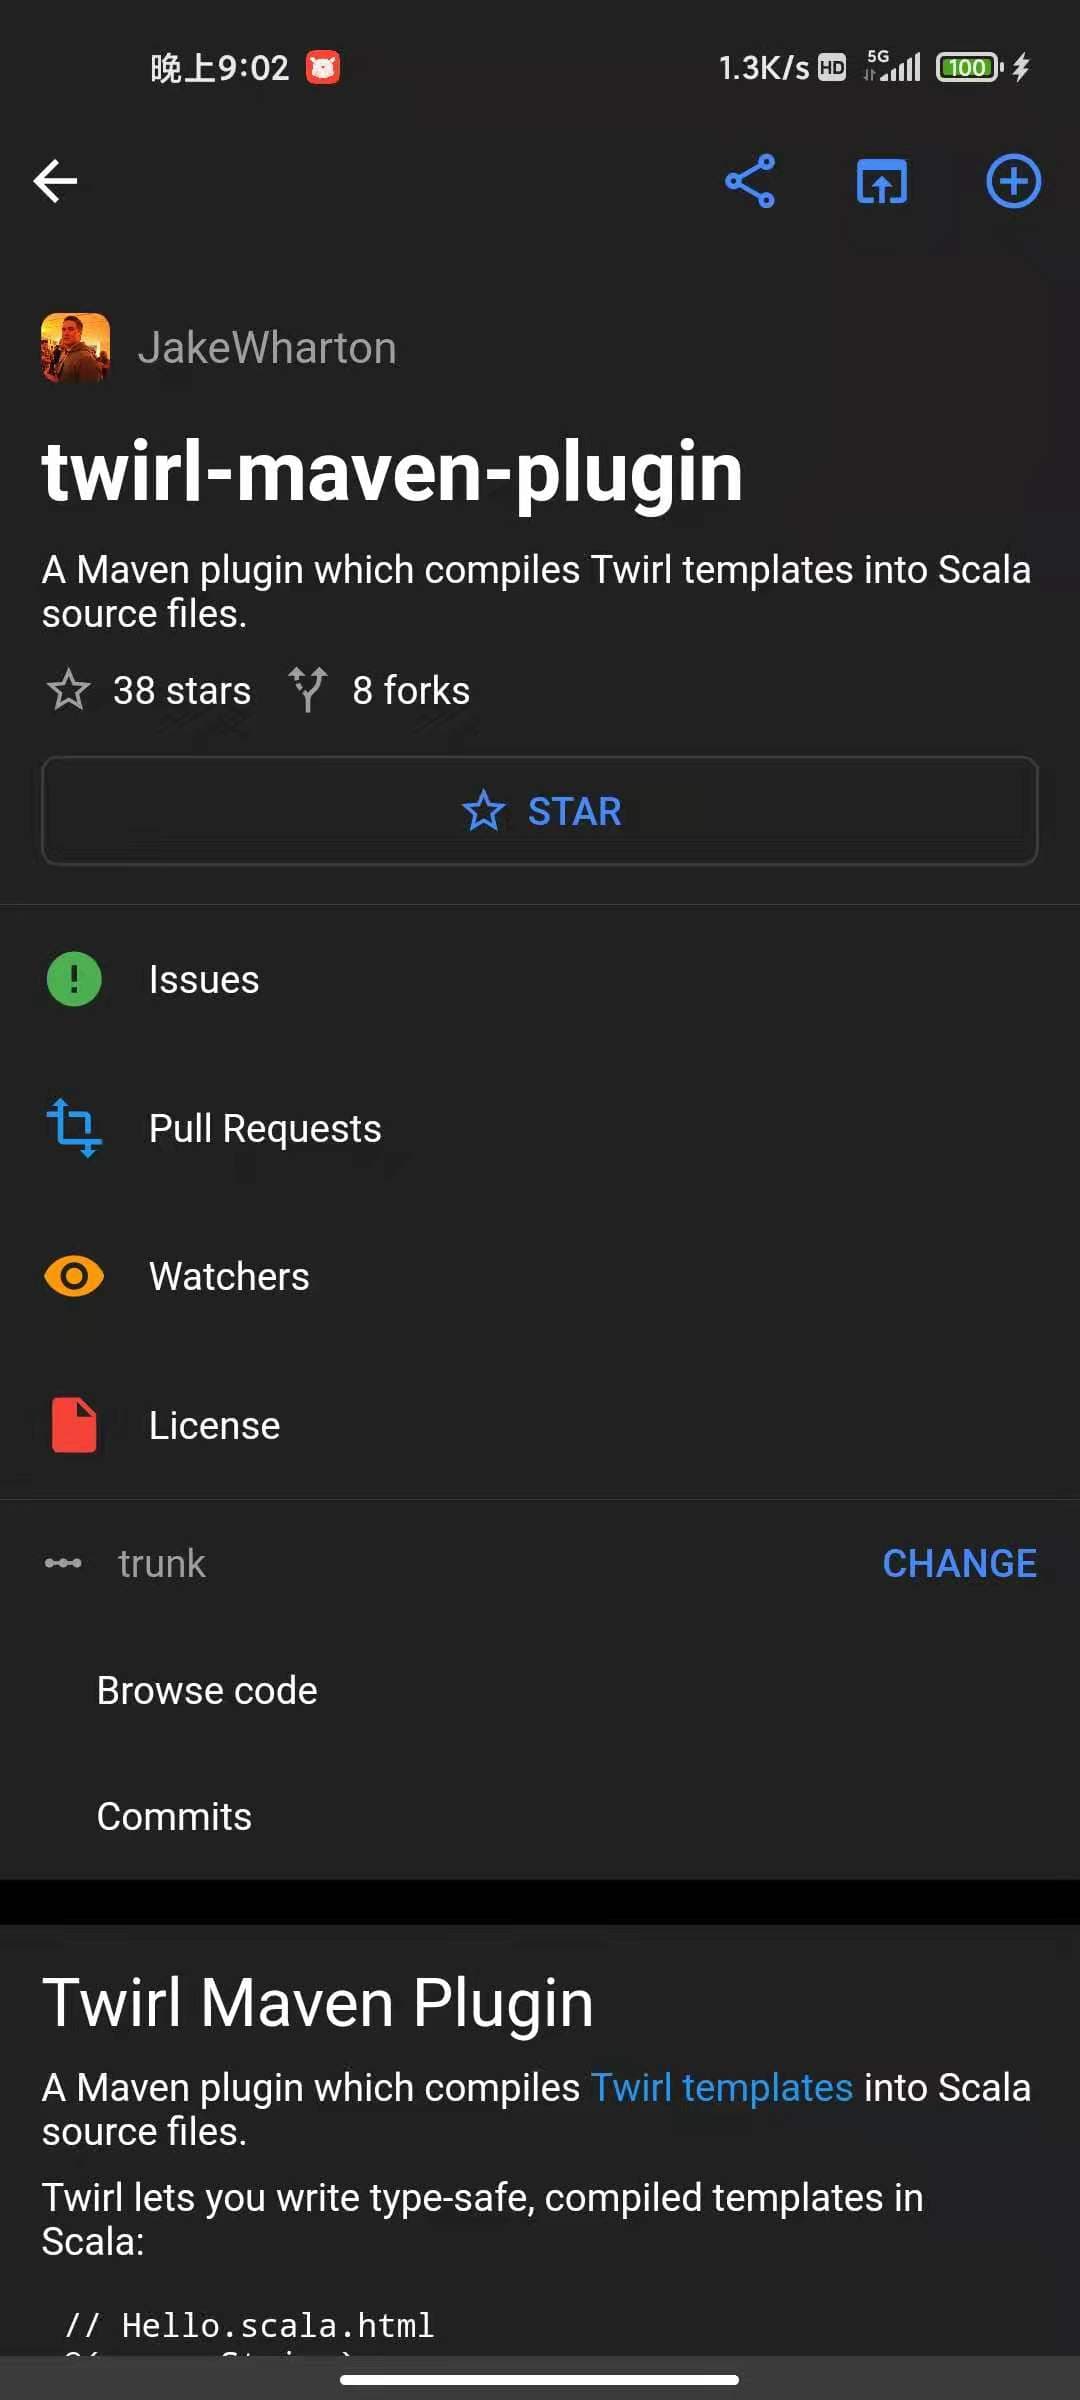 晚上9:02 1.3K/s HD 5G 100
JakeWharton
twirl-maven-plugin
A Maven plugin which compiles Twirl templates into Scala
source files.
38 stars 8 forks
STAR
Issues
Pull Requests
Watchers
License
trunk CHANGE
Browse code
Commits
Twirl Maven Plugin
A Maven plugin which compiles Twirl templates into Scala
source files.
Twirl lets you write type-safe, compiled templates in
Scala:
// Hello.scala.html